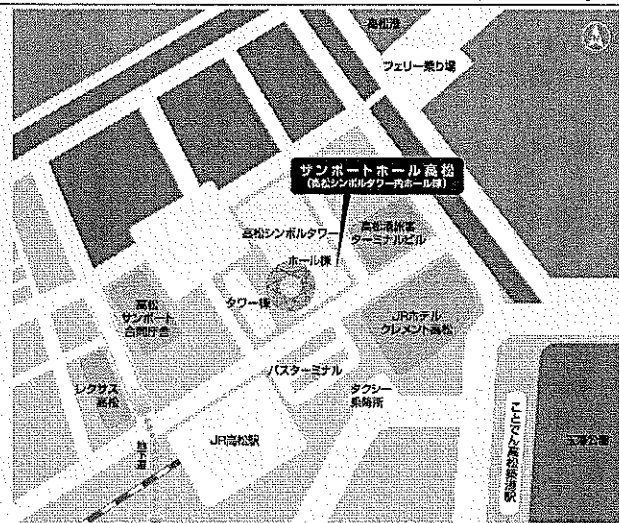 高松港
フェリー乗り場
サンポートホール高松
(高松シンボルタワー内ホール棟)
高松シンボルタワー
ホール棟
高松港旅客
ターミナルビル
タワー棟
高松
サンポート
合同庁舎
JRホテル
クレメント高松
バスターミナル
レクサス
高松
タクシー
乗降所
JR高松駅
地下道
ことでん高松築港駅
玉藻公園